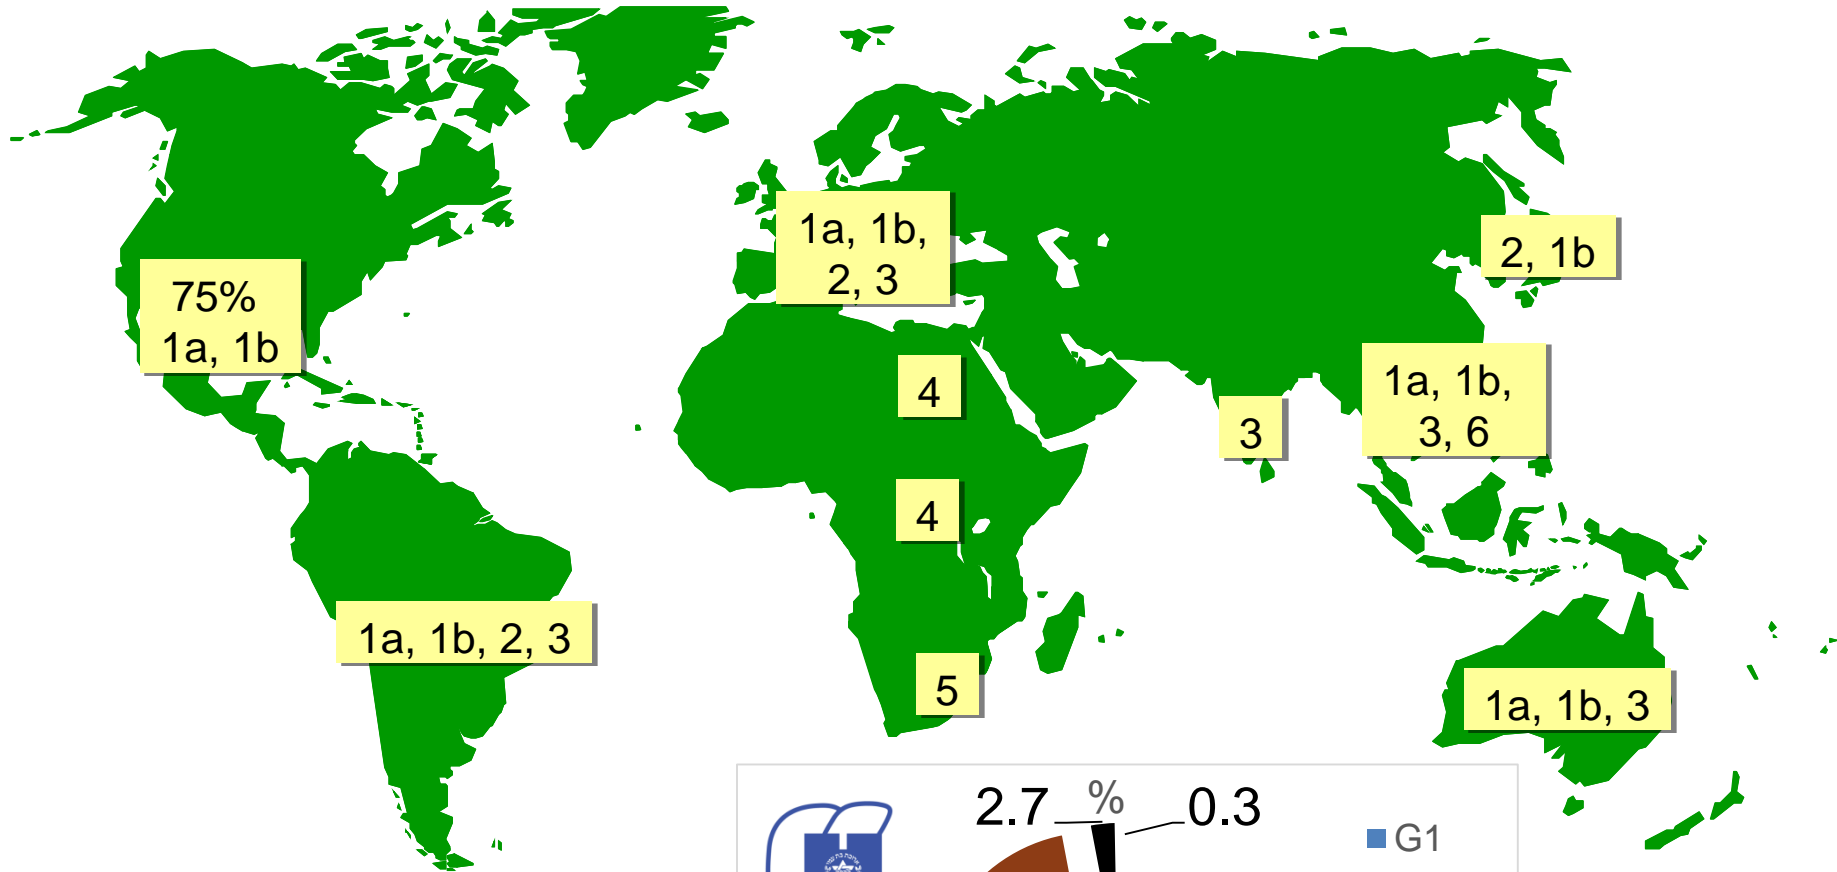 1a, 1b,
2, 3
2, 1b
75%
1a, 1b
4
1a, 1b,
3, 6
3
4
1a, 1b, 2, 3
5
1a, 1b, 3
%
2.7
0.3
G1